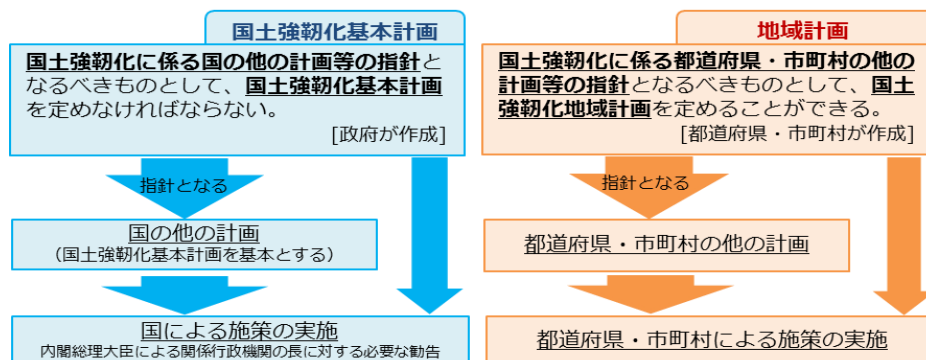 国土強靭化基本計画
国土強靭化に係る国の他の計画等の指針と
なるべきものとして、国土強靭化基本計画
を定めなければならない。
[政府が作成]
指針となる
国の他の計画
（国土強靭化基本計画を基本とする）
国による施策の実施
内閣総理大臣による関係行政機関の長に対する必要な勧告
地域計画
国土強靭化に係る都道府県・市町村の他の
計画等の指針となるべきものとして、国土
強靭化地域計画を定めることができる。
[都道府県・市町村が作成]
指針となる
都道府県・市町村の他の計画
都道府県・市町村による施策の実施